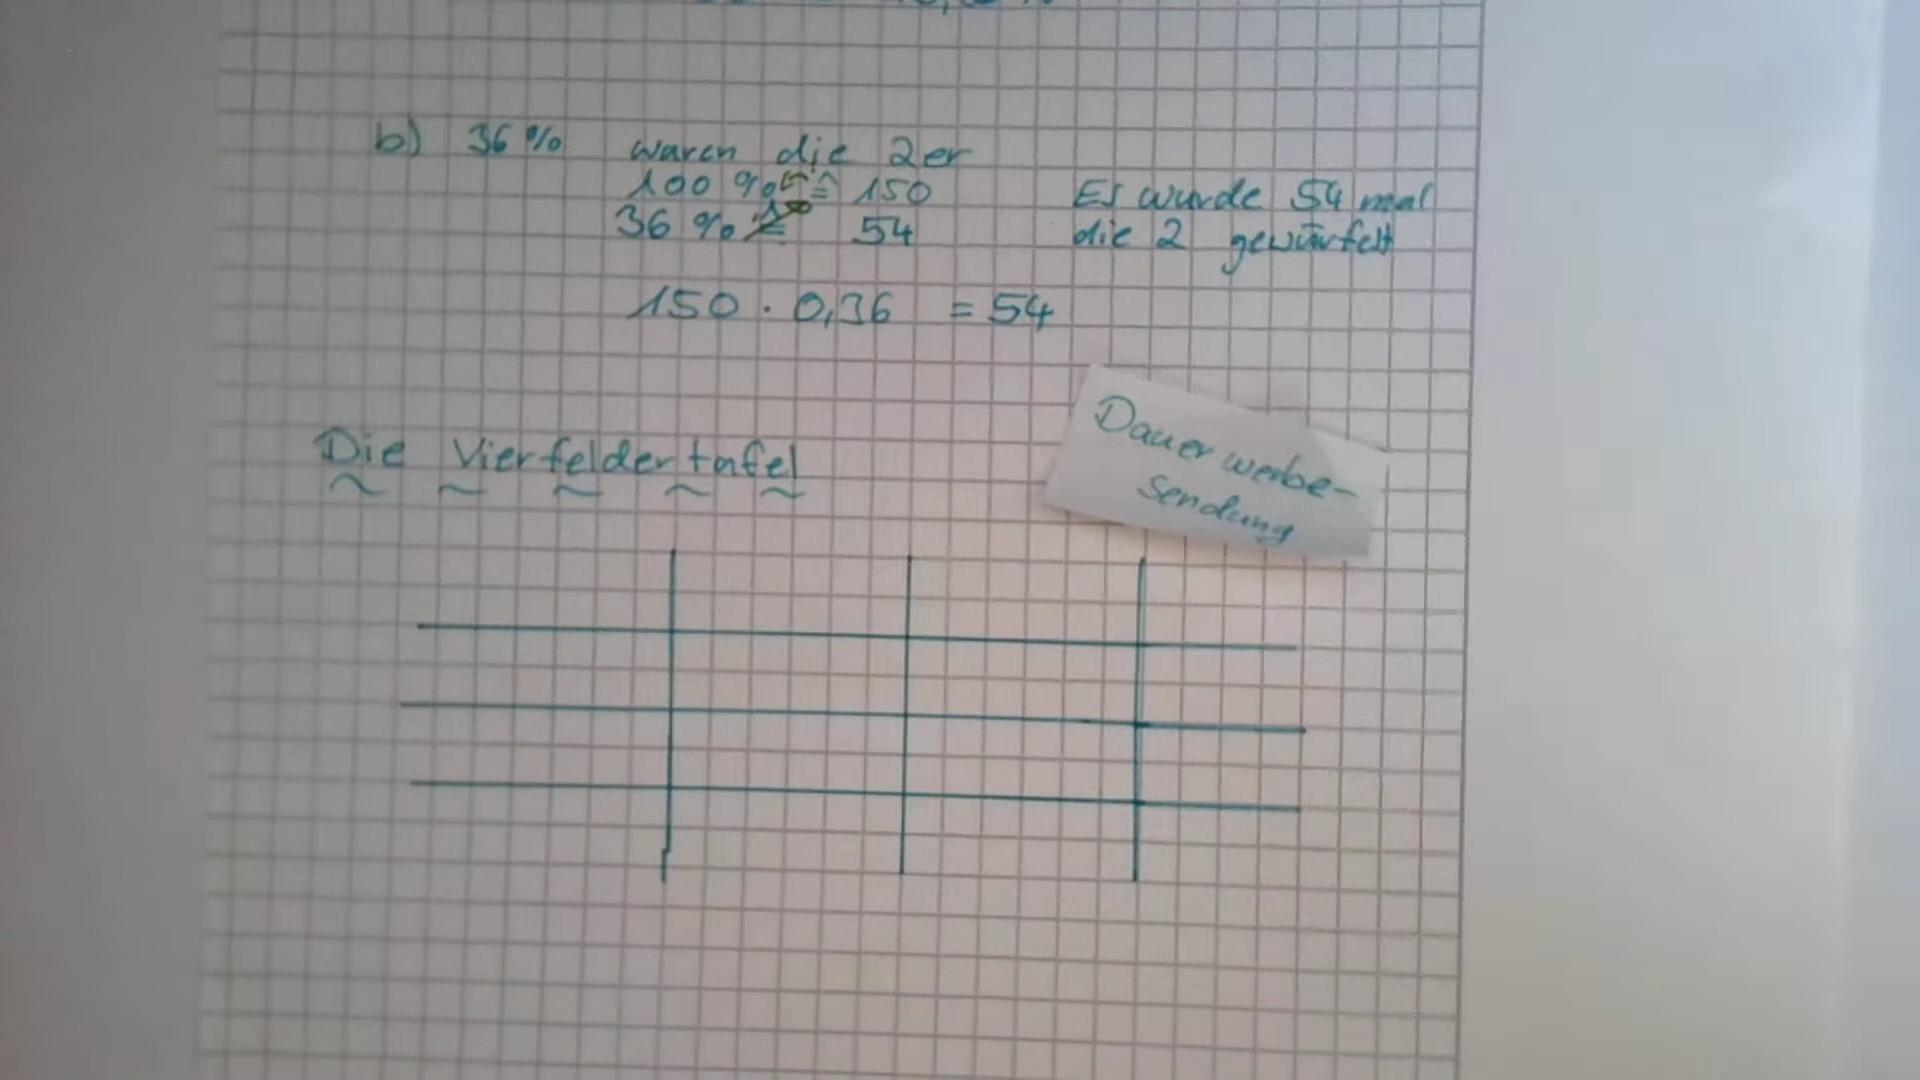 b) 36% waren die 2er
100 % ≙ 150
36 % ≙ 54
Es wurde 54 mal
die 2 gewürfelt
150 · 0,36 = 54
Die Vierfeldertafel
Dauerwerbe-
sendung